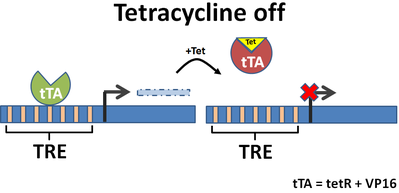 Tetracycline off
+Tet
Tet
tTA
tTA
TRE
TRE
tTA = tetR + VP16